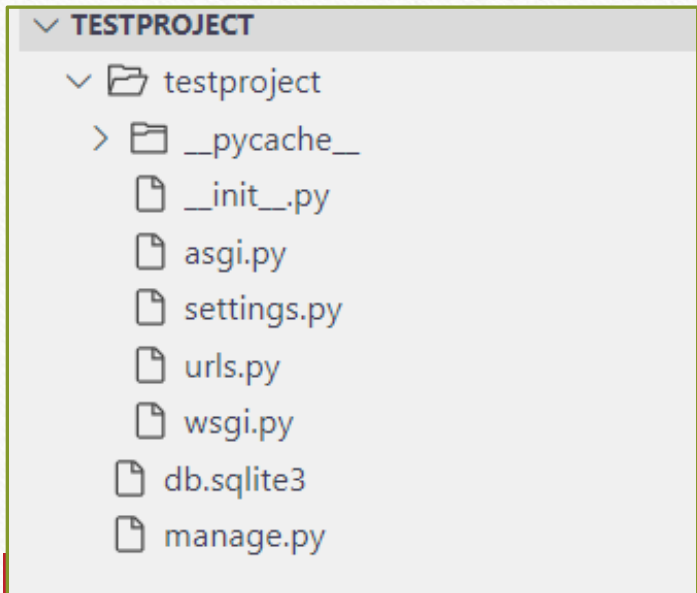 TESTPROJECT
testproject
__pycache__
__init__.py
asgi.py
settings.py
urls.py
wsgi.py
db.sqlite3
manage.py